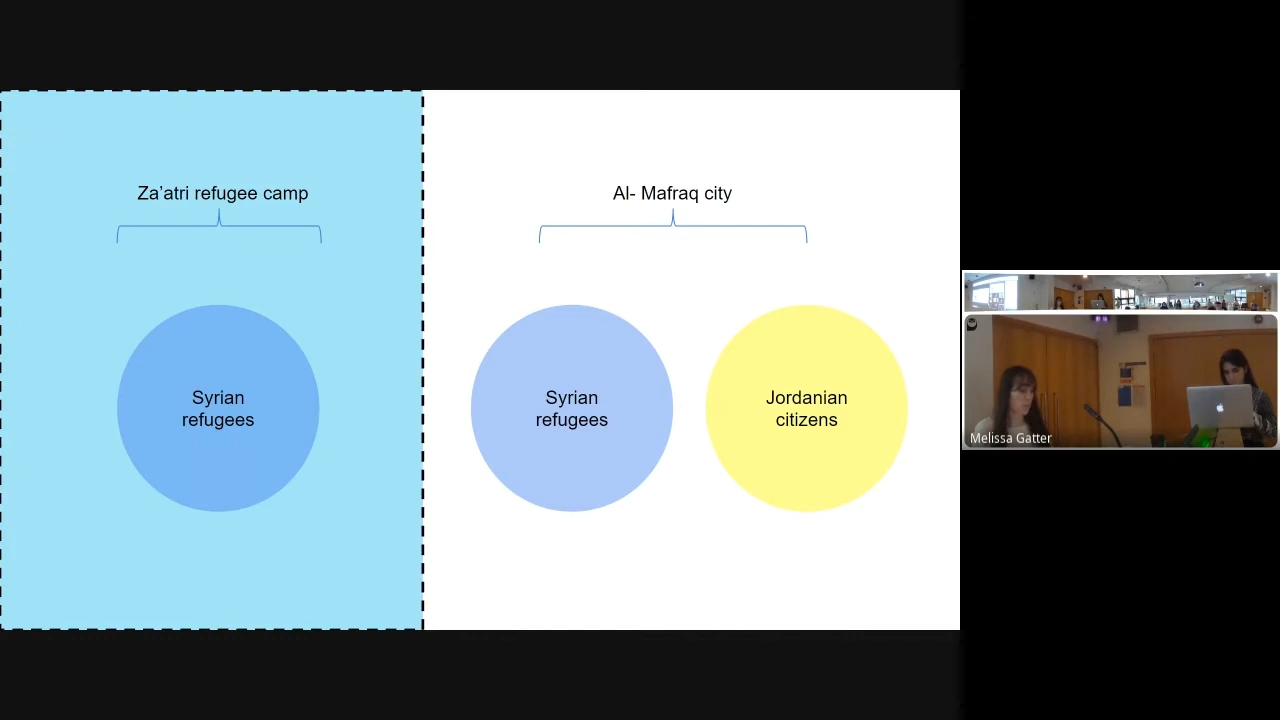 Za’atri refugee camp
Al- Mafraq city
Syrian
refugees
Syrian
refugees
Jordanian
citizens
Melissa Gatter